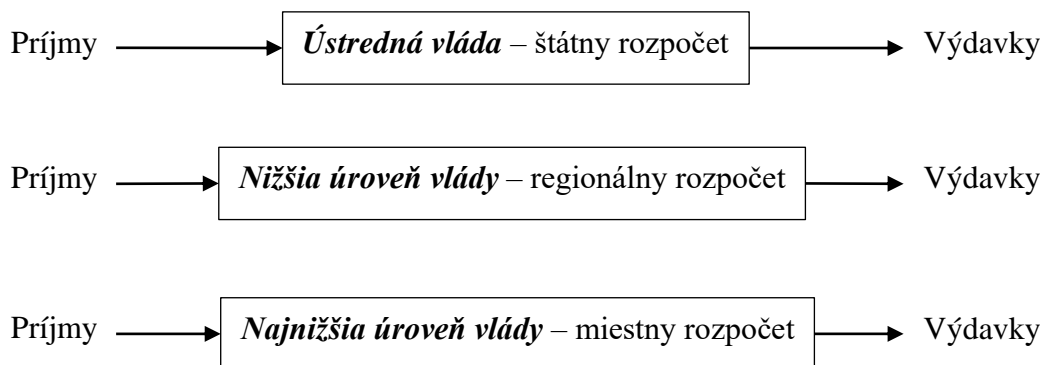 Príjmy Ústredná vláda – štátny rozpočet Výdavky
Príjmy Nižšia úroveň vlády – regionálny rozpočet Výdavky
Príjmy Najnižšia úroveň vlády – miestny rozpočet Výdavky